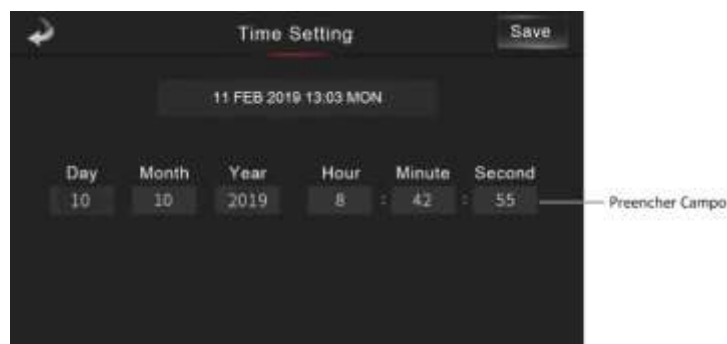 Time Setting
Save
11 FEB 2019 13:03 MON
Day Month Year Hour Minute Second
10 10 2019 8 : 42 : 55
Preencher Campo